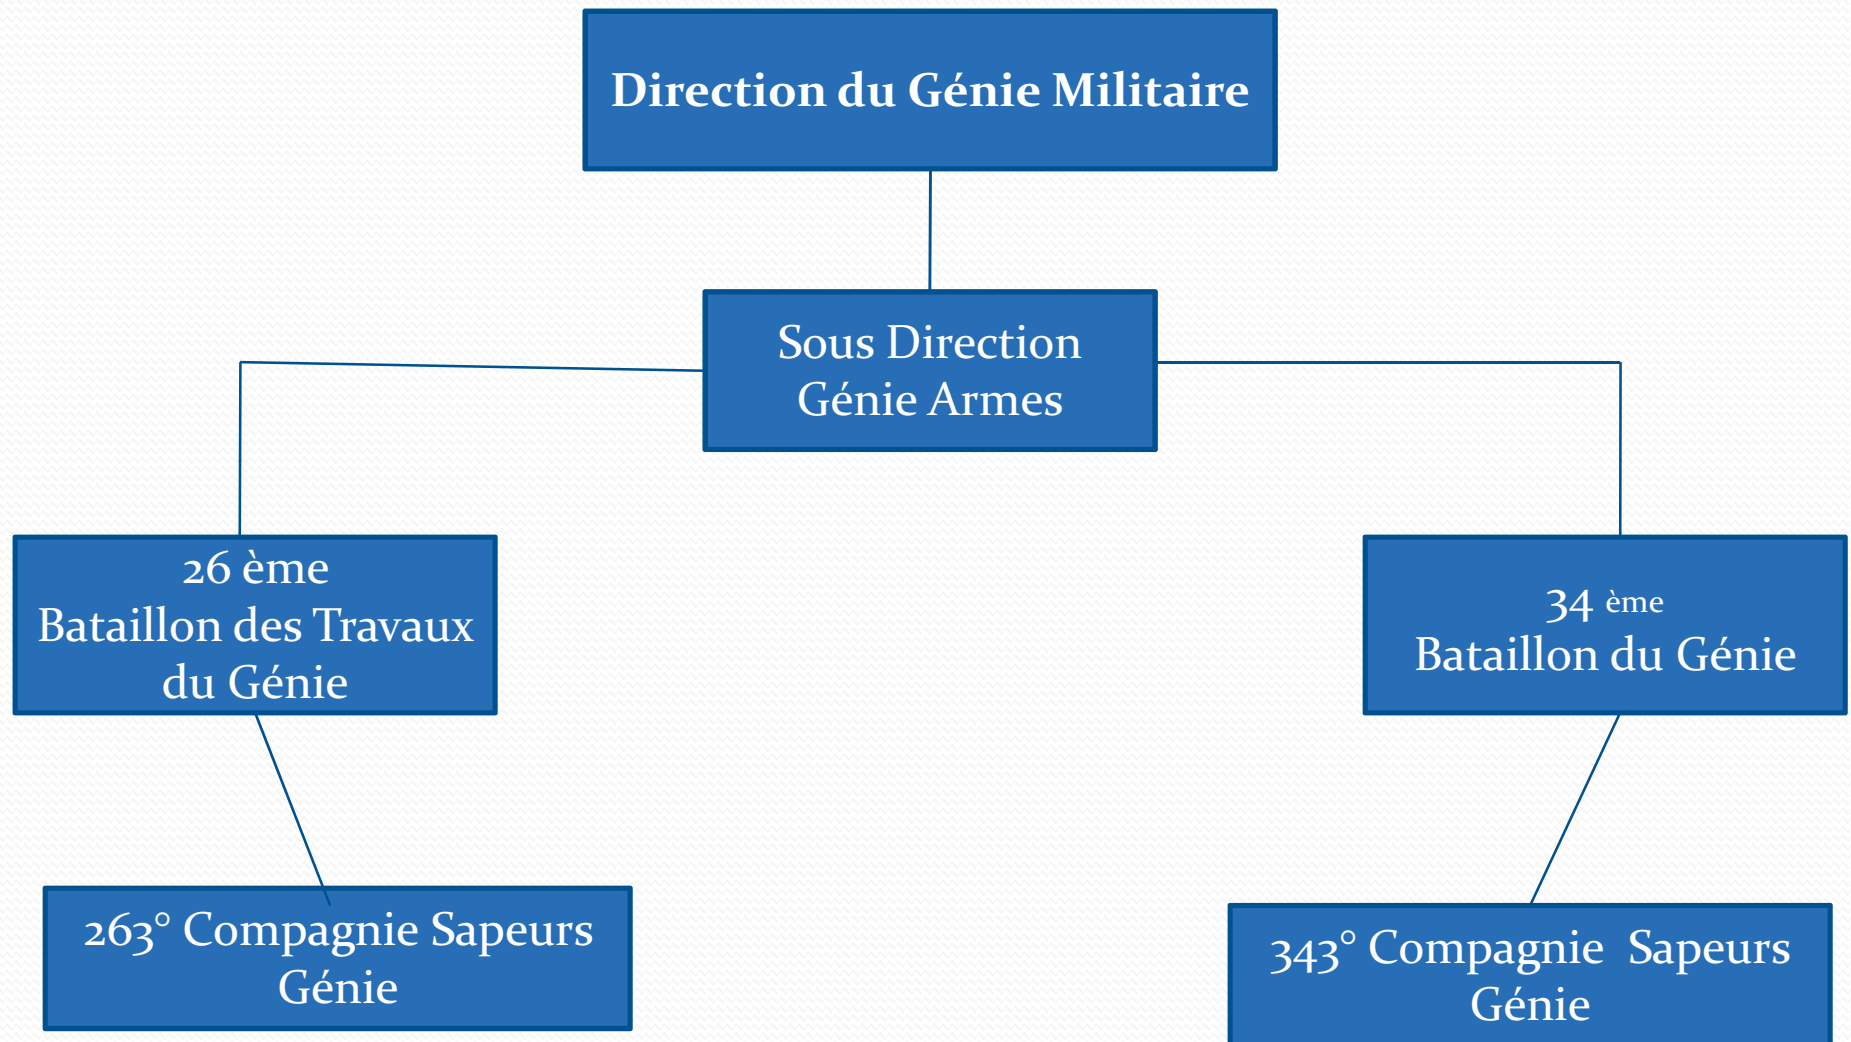 Direction du Génie Militaire
Sous Direction
Génie Armes
26 ème
Bataillon des Travaux
du Génie
34 ème
Bataillon du Génie
263° Compagnie Sapeurs
Génie
343° Compagnie Sapeurs
Génie